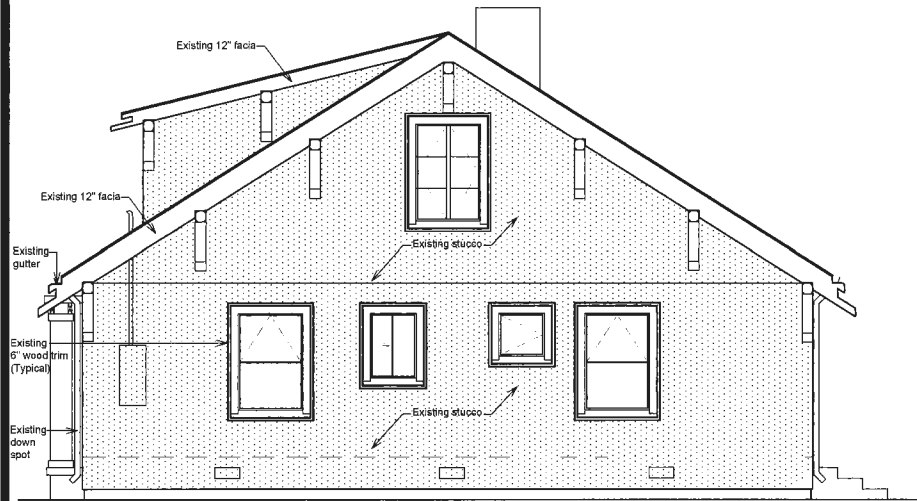 Existing 12" facia
Existing 12" facia
Existing
gutter
Existing stucco
Existing
6" wood trim
(Typical)
Existing stucco
Existing
down
spot